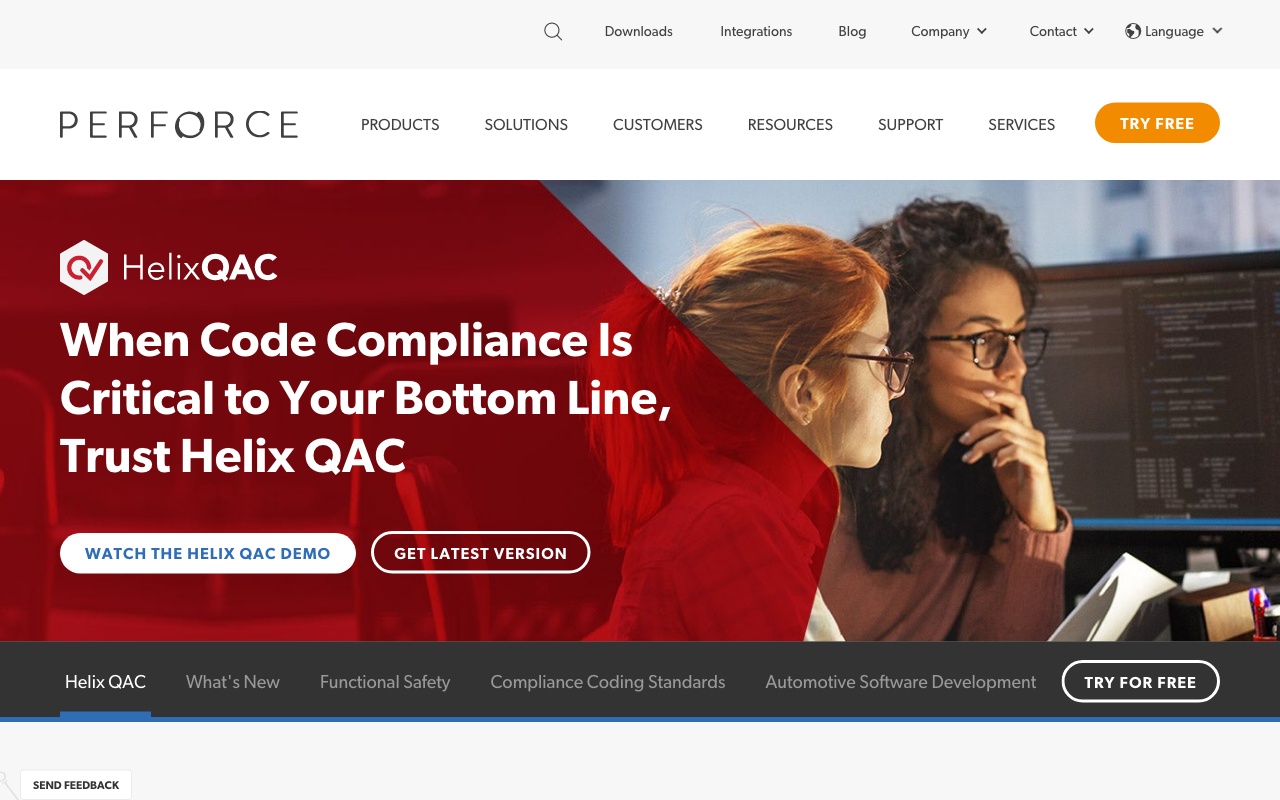 Downloads
Integrations
Blog
Company
Contact
Language
PERFORCE
PRODUCTS
SOLUTIONS
CUSTOMERS
RESOURCES
SUPPORT
SERVICES
TRY FREE
HelixQAC
When Code Compliance Is
Critical to Your Bottom Line,
Trust Helix QAC
WATCH THE HELIX QAC DEMO
GET LATEST VERSION
Helix QAC
What's New
Functional Safety
Compliance Coding Standards
Automotive Software Development
TRY FOR FREE
SEND FEEDBACK